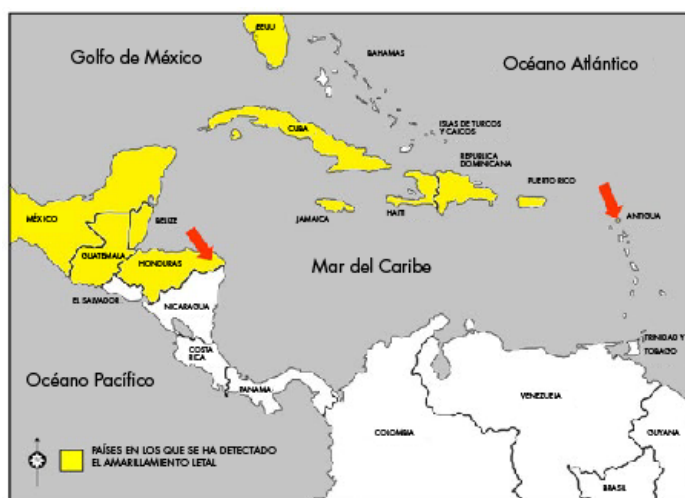 EEUU
Golfo de México
BAHAMAS
Océano Atlántico
CUBA
ISLAS DE TURCOS
Y CAICOS
REPUBLICA
DOMINICANA
PUERTO RICO
MÉXICO
BELIZE
JAMAICA
HAITI
ANTIGUA
GUATEMALA
HONDURAS
Mar del Caribe
EL SALVADOR
NICARAGUA
COSTA
RICA
TRINIDAD Y
TOBAGO
Océano Pacífico
PANAMA
VENEZUELA
COLOMBIA
GUYANA
BRASIL
PAÍSES EN LOS QUE SE HA DETECTADO
EL AMARILLAMIENTO LETAL